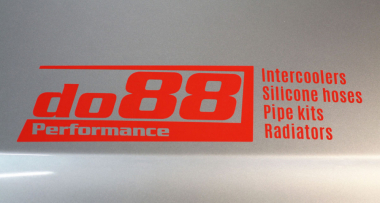 do88
Performance
Intercoolers
Silicone hoses
Pipe kits
Radiators